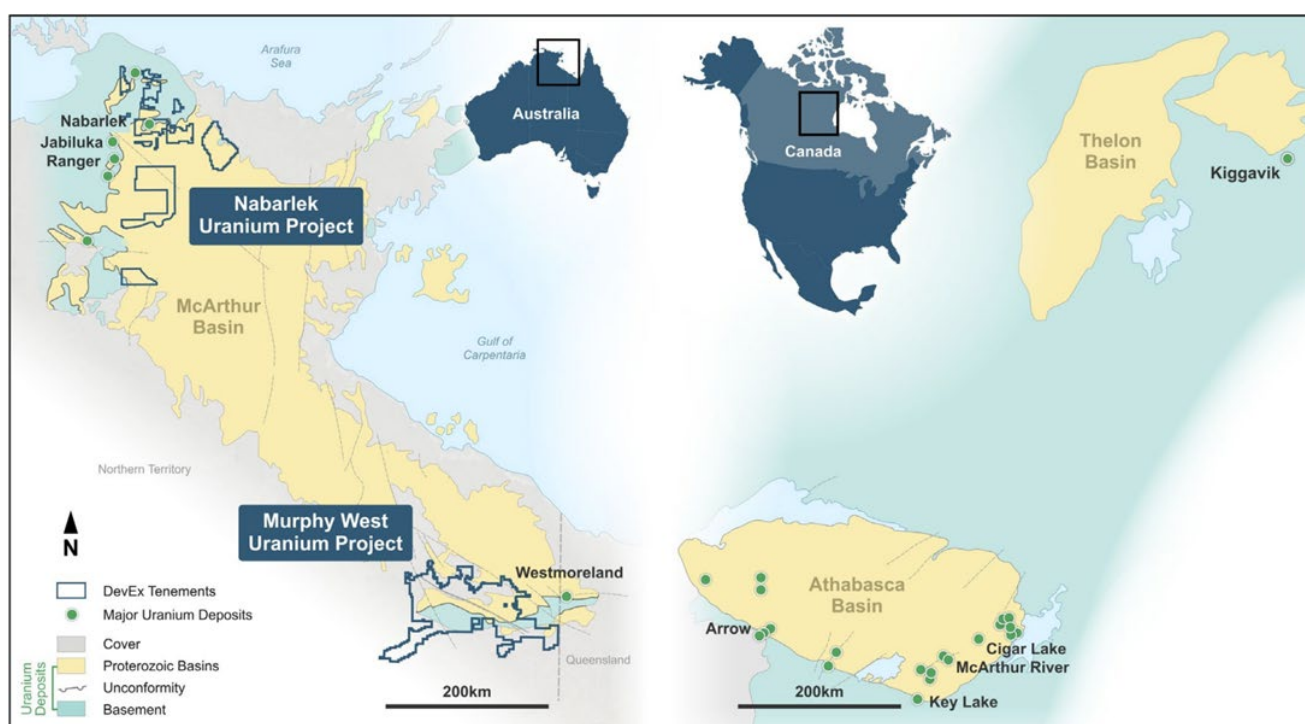 Arafura
Sea
Nabarlek
Jabiluka
Ranger
Nabarlek
Uranium Project
McArthur
Basin
Gulf of
Carpentaria
Northern Territory
Murphy West
Uranium Project
Westmoreland
Queensland
N
DevEx Tenements
Major Uranium Deposits
Cover
Proterozoic Basins
Unconformity
Basement
Uranium
Deposits
200km
Australia
Canada
Thelon
Basin
Kiggavik
Athabasca
Basin
Arrow
Cigar Lake
McArthur River
Key Lake
200km